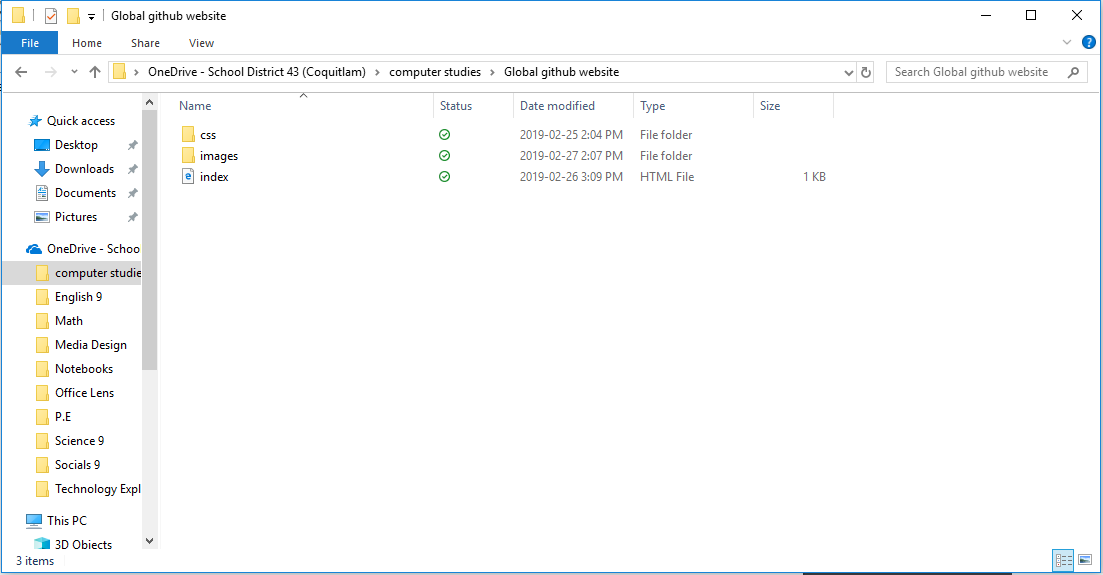 Global github website
File Home Share View
OneDrive - School District 43 (Coquitlam) computer studies Global github website
Search Global github website
Name Status Date modified Type Size
css 2019-02-25 2:04 PM File folder
images 2019-02-27 2:07 PM File folder
index 2019-02-26 3:09 PM HTML File 1 KB
Quick access
Desktop
Downloads
Documents
Pictures
OneDrive - Schoo
computer studie
English 9
Math
Media Design
Notebooks
Office Lens
P.E
Science 9
Socials 9
Technology Expl
This PC
3D Objects
3 items